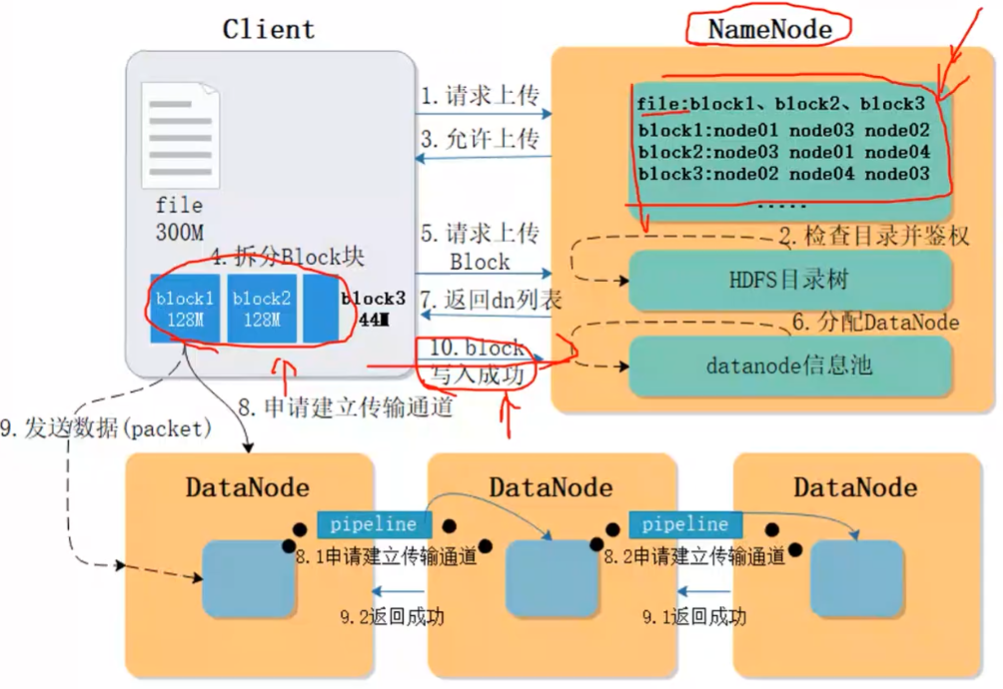 Client
NameNode
file:block1、block2、block3
block1:node01 node03 node02
block2:node03 node01 node04
block3:node02 node04 node03
.....
1.请求上传
3.允许上传
file
300M
4.拆分Block块
block1
128M
block2
128M
block3
44M
5.请求上传
Block
7.返回dn列表
2.检查目录并鉴权
HDFS目录树
6.分配DataNode
datanode信息池
10.block
写入成功
8.申请建立传输通道
9.发送数据(packet)
DataNode
DataNode
DataNode
pipeline
pipeline
8.1申请建立传输通道
8.2申请建立传输通道
9.2返回成功
9.1返回成功